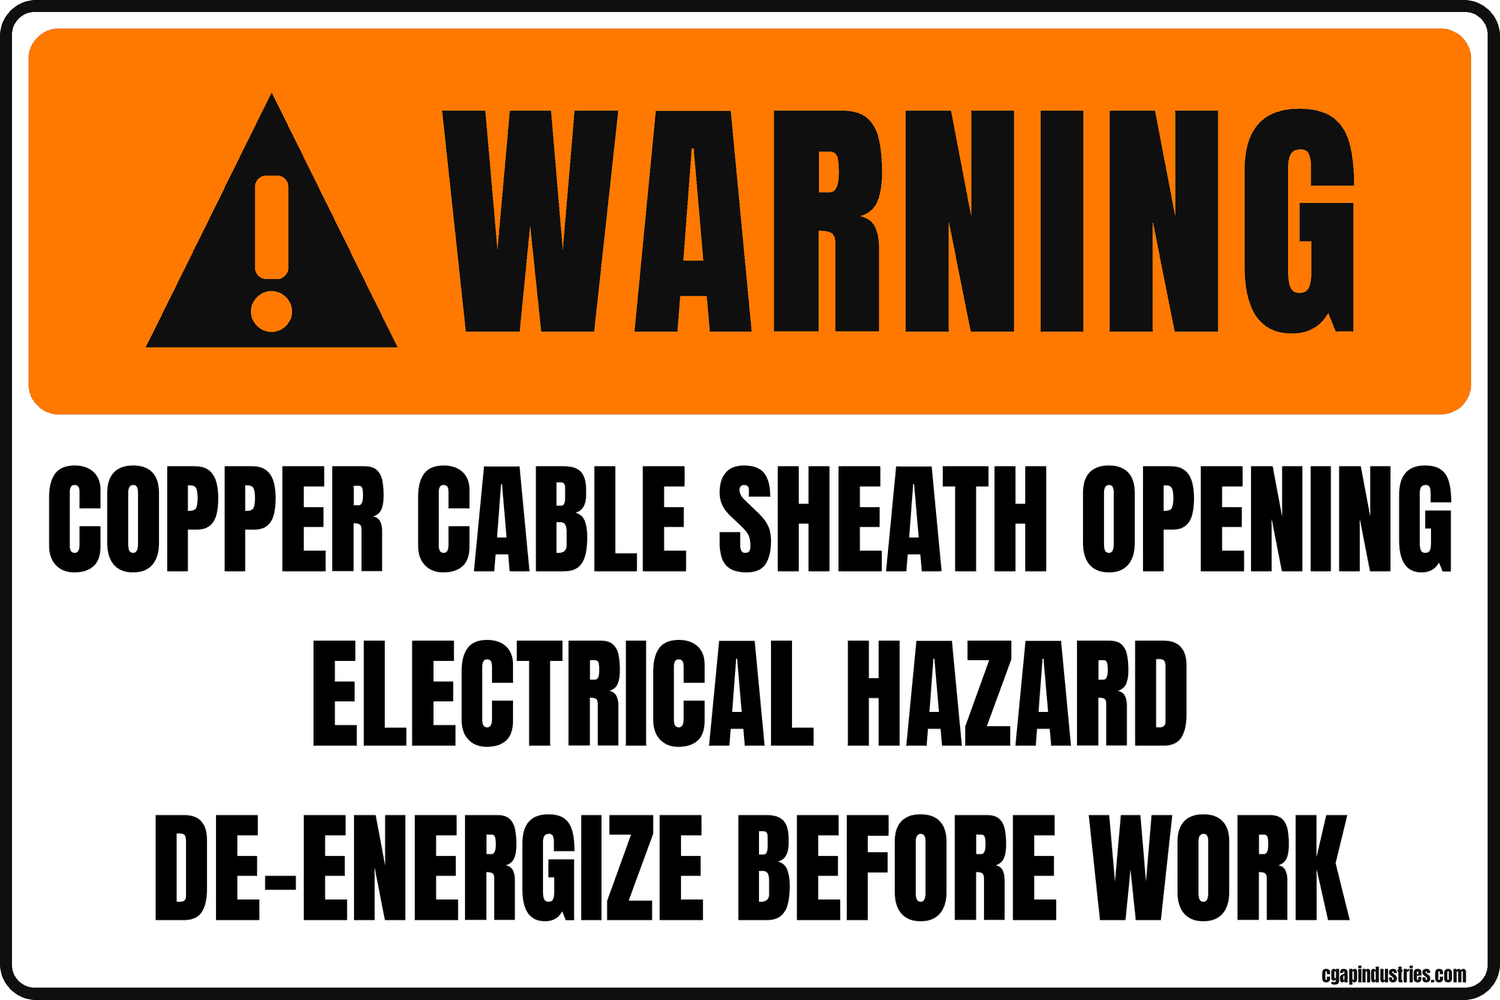 WARNING
COPPER CABLE SHEATH OPENING
ELECTRICAL HAZARD
DE-ENERGIZE BEFORE WORK
cgapindustries.com